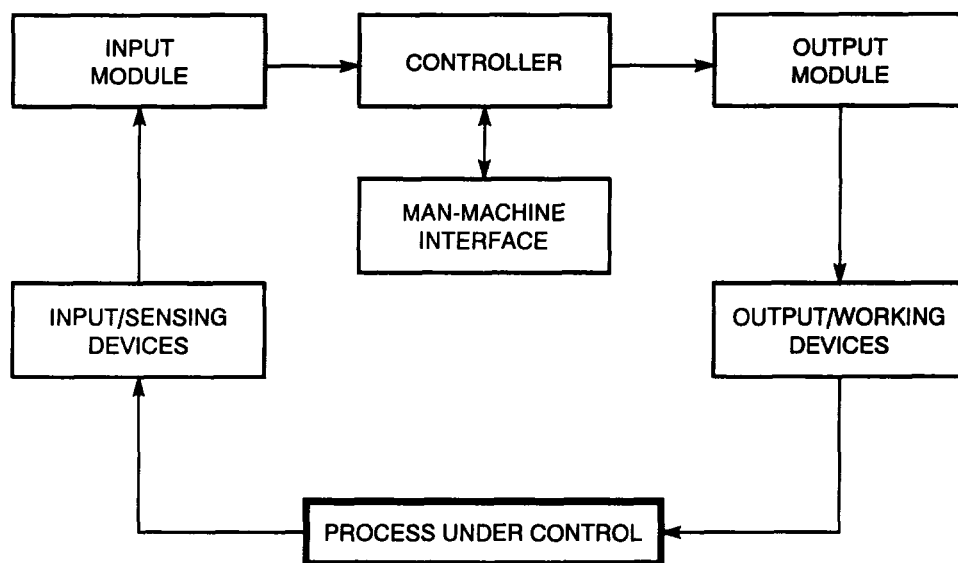 INPUT
MODULE
CONTROLLER
OUTPUT
MODULE
MAN-MACHINE
INTERFACE
INPUT/SENSING
DEVICES
OUTPUT/WORKING
DEVICES
PROCESS UNDER CONTROL